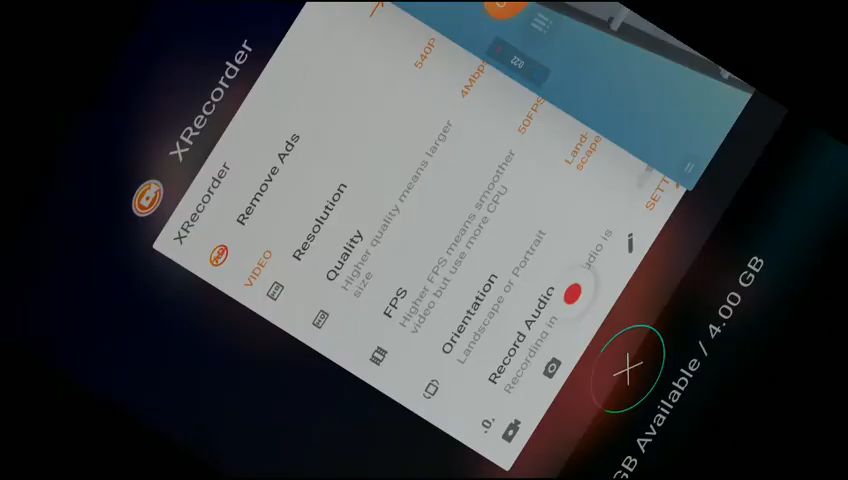 XRecorder
XRecorder
Remove Ads
VIDEO
Resolution
540P
Quality
Higher quality means larger
size
4Mbps
FPS
Higher FPS means smoother
video but use more CPU
50FPS
Orientation
Landscape or Portrait
Land-
scape
Record Audio
Recording in
udio is
SETT
0:22
GB Available / 4.00 GB